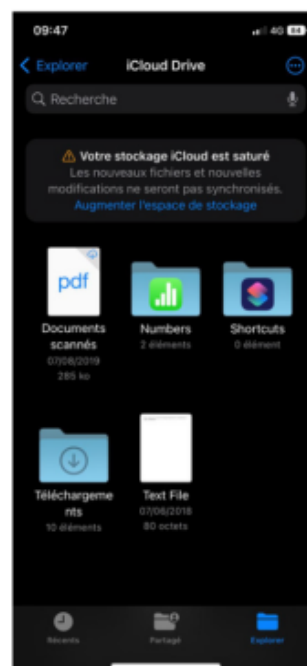 09:47
4G 84
Explorer
iCloud Drive
Recherche
Votre stockage iCloud est saturé
Les nouveaux fichiers et nouvelles
modifications ne seront pas synchronisés.
Augmenter l'espace de stockage
pdf
Documents
scannés
07/08/2019
285 ko
Numbers
2 éléments
Shortcuts
0 élément
Téléchargeme
nts
10 éléments
Text File
07/06/2018
80 octets
Récents
Partagé
Explorer